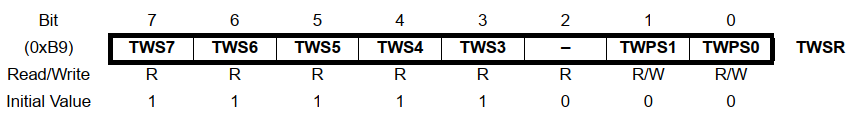 Bit 7 6 5 4 3 2 1 0
(0xB9) TWS7 TWS6 TWS5 TWS4 TWS3 – TWPS1 TWPS0 TWSR
Read/Write R R R R R R R/W R/W
Initial Value 1 1 1 1 1 0 0 0